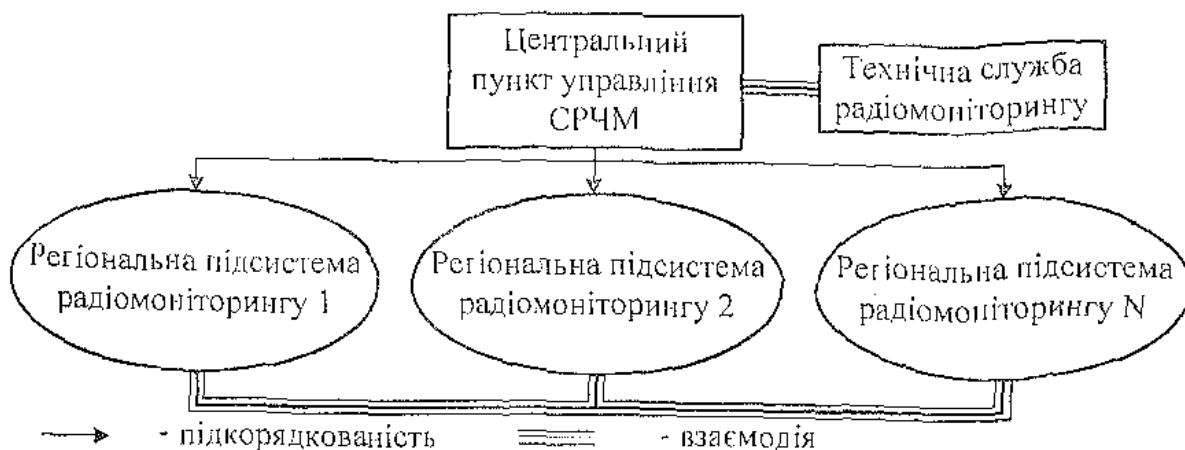 Центральний
пункт управління
СРЧМ
Технічна служба
радіомоніторингу
Регіональна підсистема
радіомоніторингу 1
Регіональна підсистема
радіомоніторингу 2
Регіональна підсистема
радіомоніторингу N
- підкорядкованість
- взаємодія